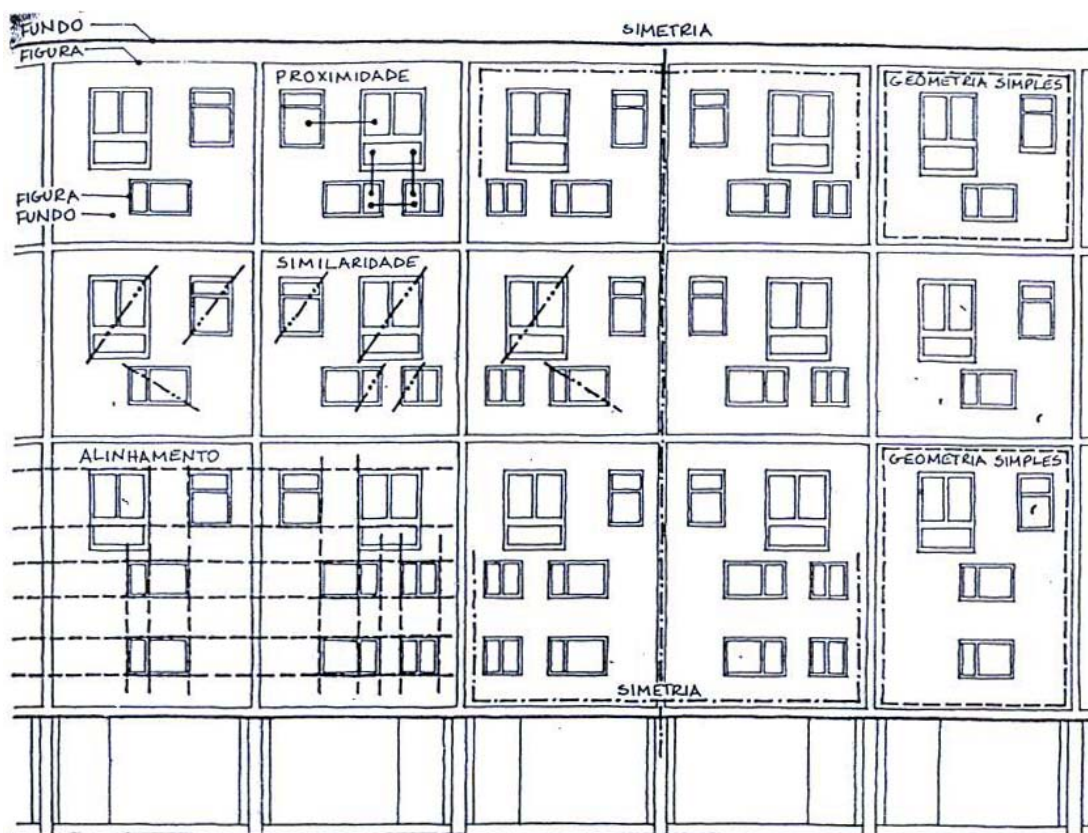 FUNDO
SIMETRIA
FIGURA
PROXIMIDADE
GEOMETRIA SIMPLES
FIGURA
FUNDO
SIMILARIDADE
ALINHAMENTO
GEOMETRIA SIMPLES
SIMETRIA